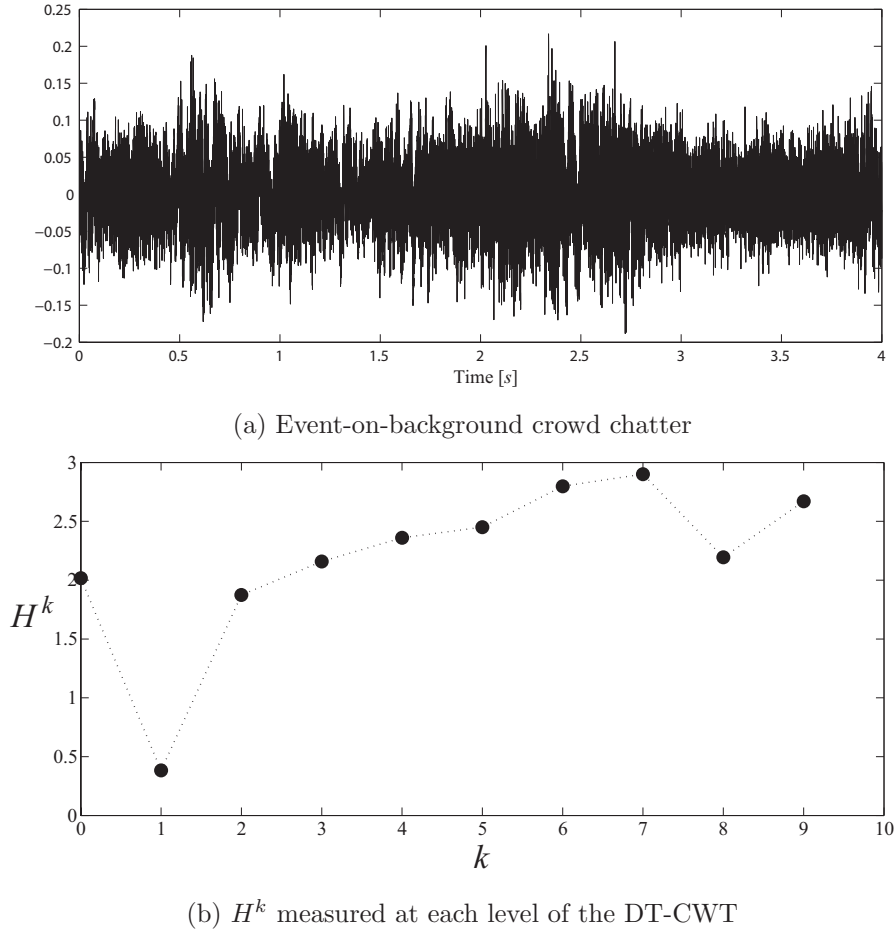 0.25
0.2
0.15
0.1
0.05
0
−0.05
−0.1
−0.15
−0.2
0 0.5 1 1.5 2 2.5 3 3.5 4
Time [s]
(a) Event-on-background crowd chatter
3
2.5
2
1.5
1
0.5
0
H^k
0 1 2 3 4 5 6 7 8 9 10
k
(b) H^k measured at each level of the DT-CWT